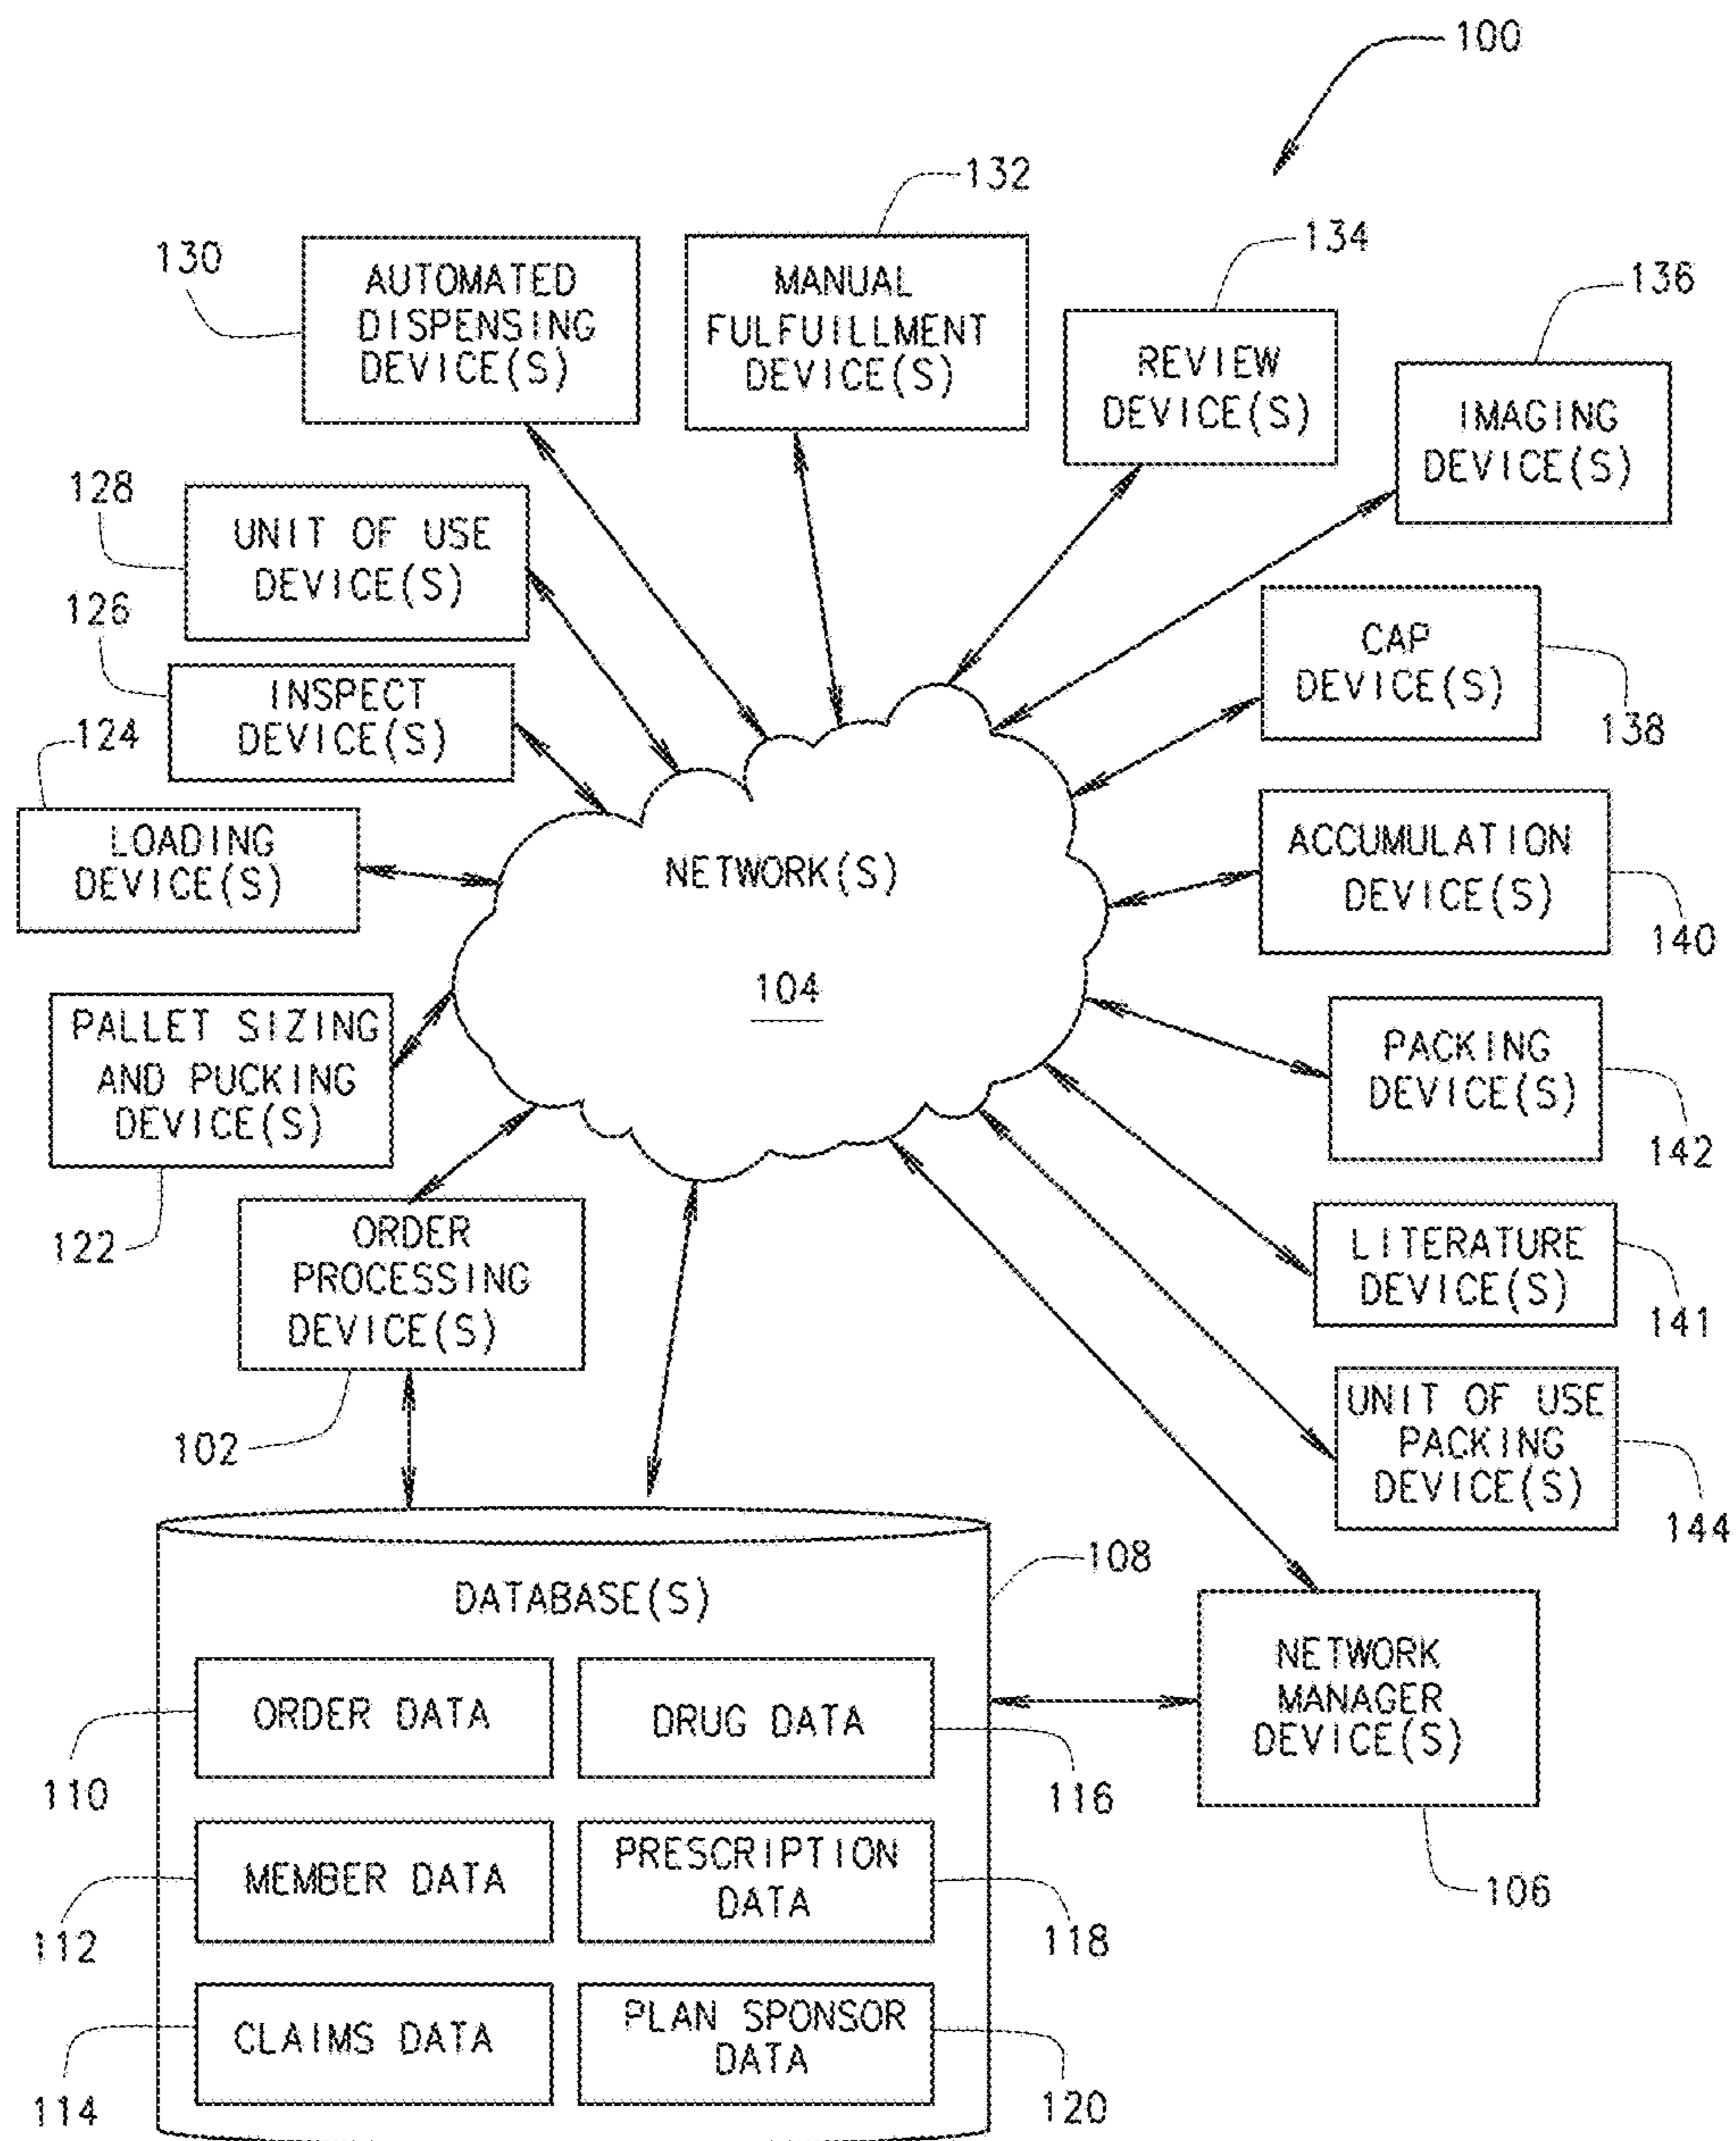 100
132
130
AUTOMATED
DISPENSING
DEVICE(S)
MANUAL
FULFUILLMENT
DEVICE(S)
134
REVIEW
DEVICE(S)
136
IMAGING
DEVICE(S)
128
UNIT OF USE
DEVICE(S)
126
INSPECT
DEVICE(S)
124
LOADING
DEVICE(S)
CAP
DEVICE(S)
138
NETWORK(S)
104
ACCUMULATION
DEVICE(S)
140
PALLET SIZING
AND PUCKING
DEVICE(S)
122
PACKING
DEVICE(S)
142
ORDER
PROCESSING
DEVICE(S)
102
LITERATURE
DEVICE(S)
141
UNIT OF USE
PACKING
DEVICE(S)
144
108
DATABASE(S)
ORDER DATA
110
DRUG DATA
116
MEMBER DATA
112
PRESCRIPTION
DATA
118
CLAIMS DATA
114
PLAN SPONSOR
DATA
120
NETWORK
MANAGER
DEVICE(S)
106